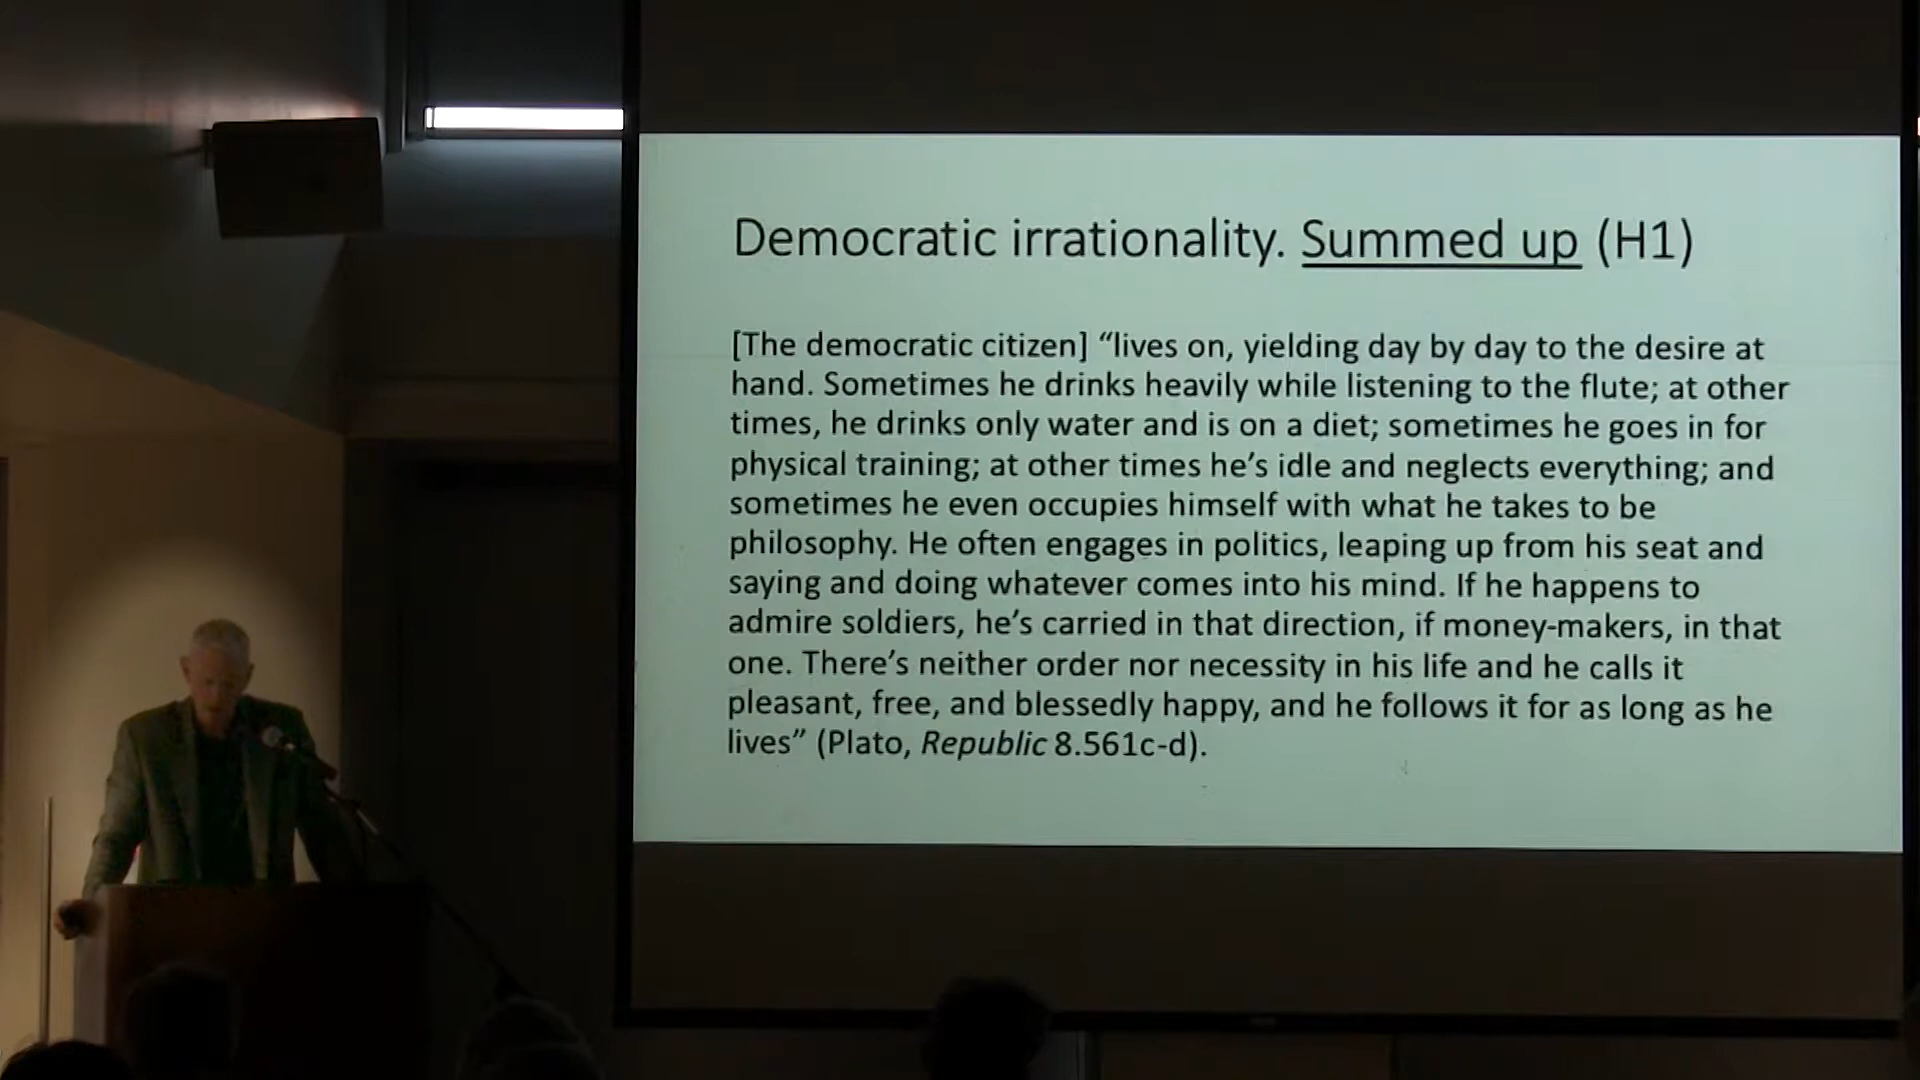 Democratic irrationality. Summed up (H1)
[The democratic citizen] “lives on, yielding day by day to the desire at
hand. Sometimes he drinks heavily while listening to the flute; at other
times, he drinks only water and is on a diet; sometimes he goes in for
physical training; at other times he’s idle and neglects everything; and
sometimes he even occupies himself with what he takes to be
philosophy. He often engages in politics, leaping up from his seat and
saying and doing whatever comes into his mind. If he happens to
admire soldiers, he’s carried in that direction, if money-makers, in that
one. There’s neither order nor necessity in his life and he calls it
pleasant, free, and blessedly happy, and he follows it for as long as he
lives” (Plato, Republic 8.561c-d).